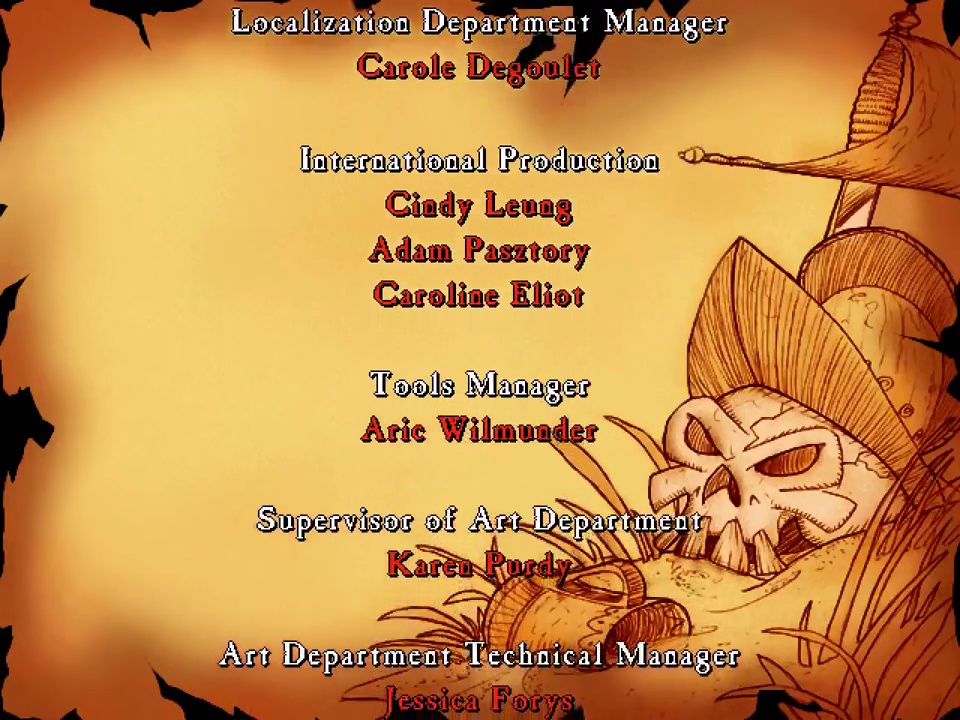 Localization Department Manager
Carole Degoulet
International Production
Cindy Leung
Adam Pasztory
Caroline Eliot
Tools Manager
Aric Wilmunder
Supervisor of Art Department
Karen Purdy
Art Department Technical Manager
Jessica Forys